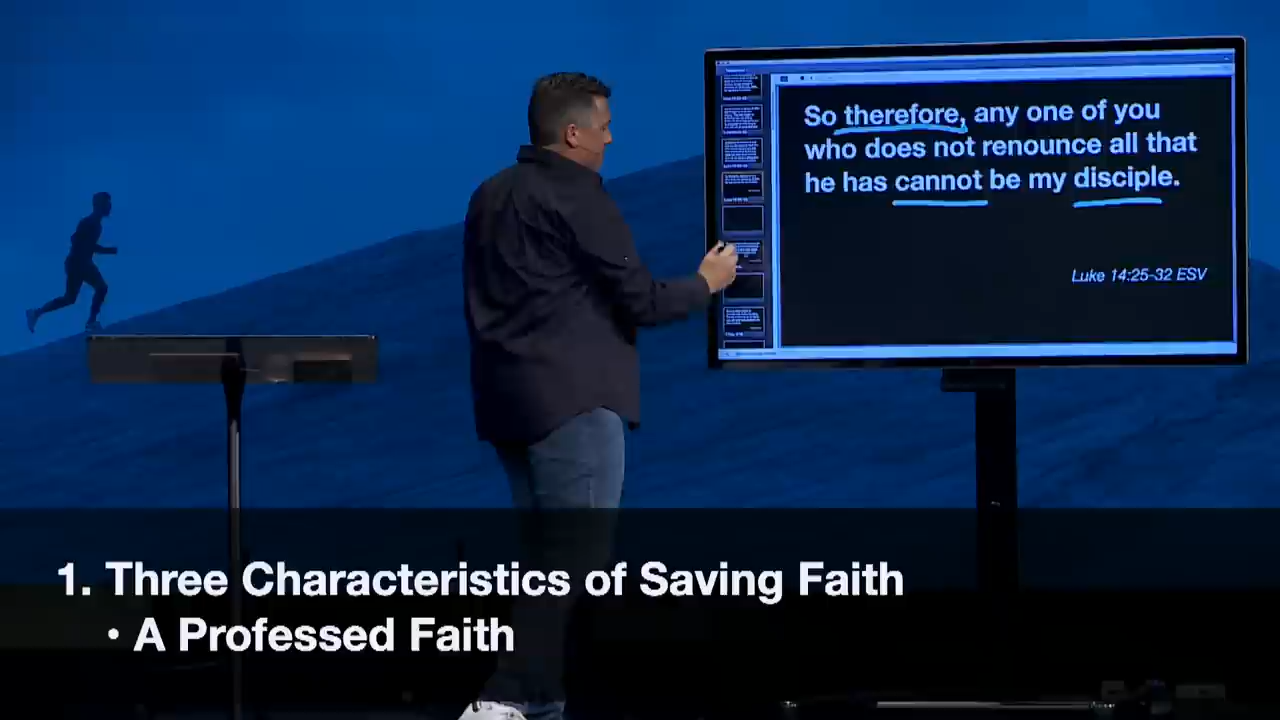 So therefore, any one of you
who does not renounce all that
he has cannot be my disciple.
Luke 14:25-32 ESV
1. Three Characteristics of Saving Faith
• A Professed Faith